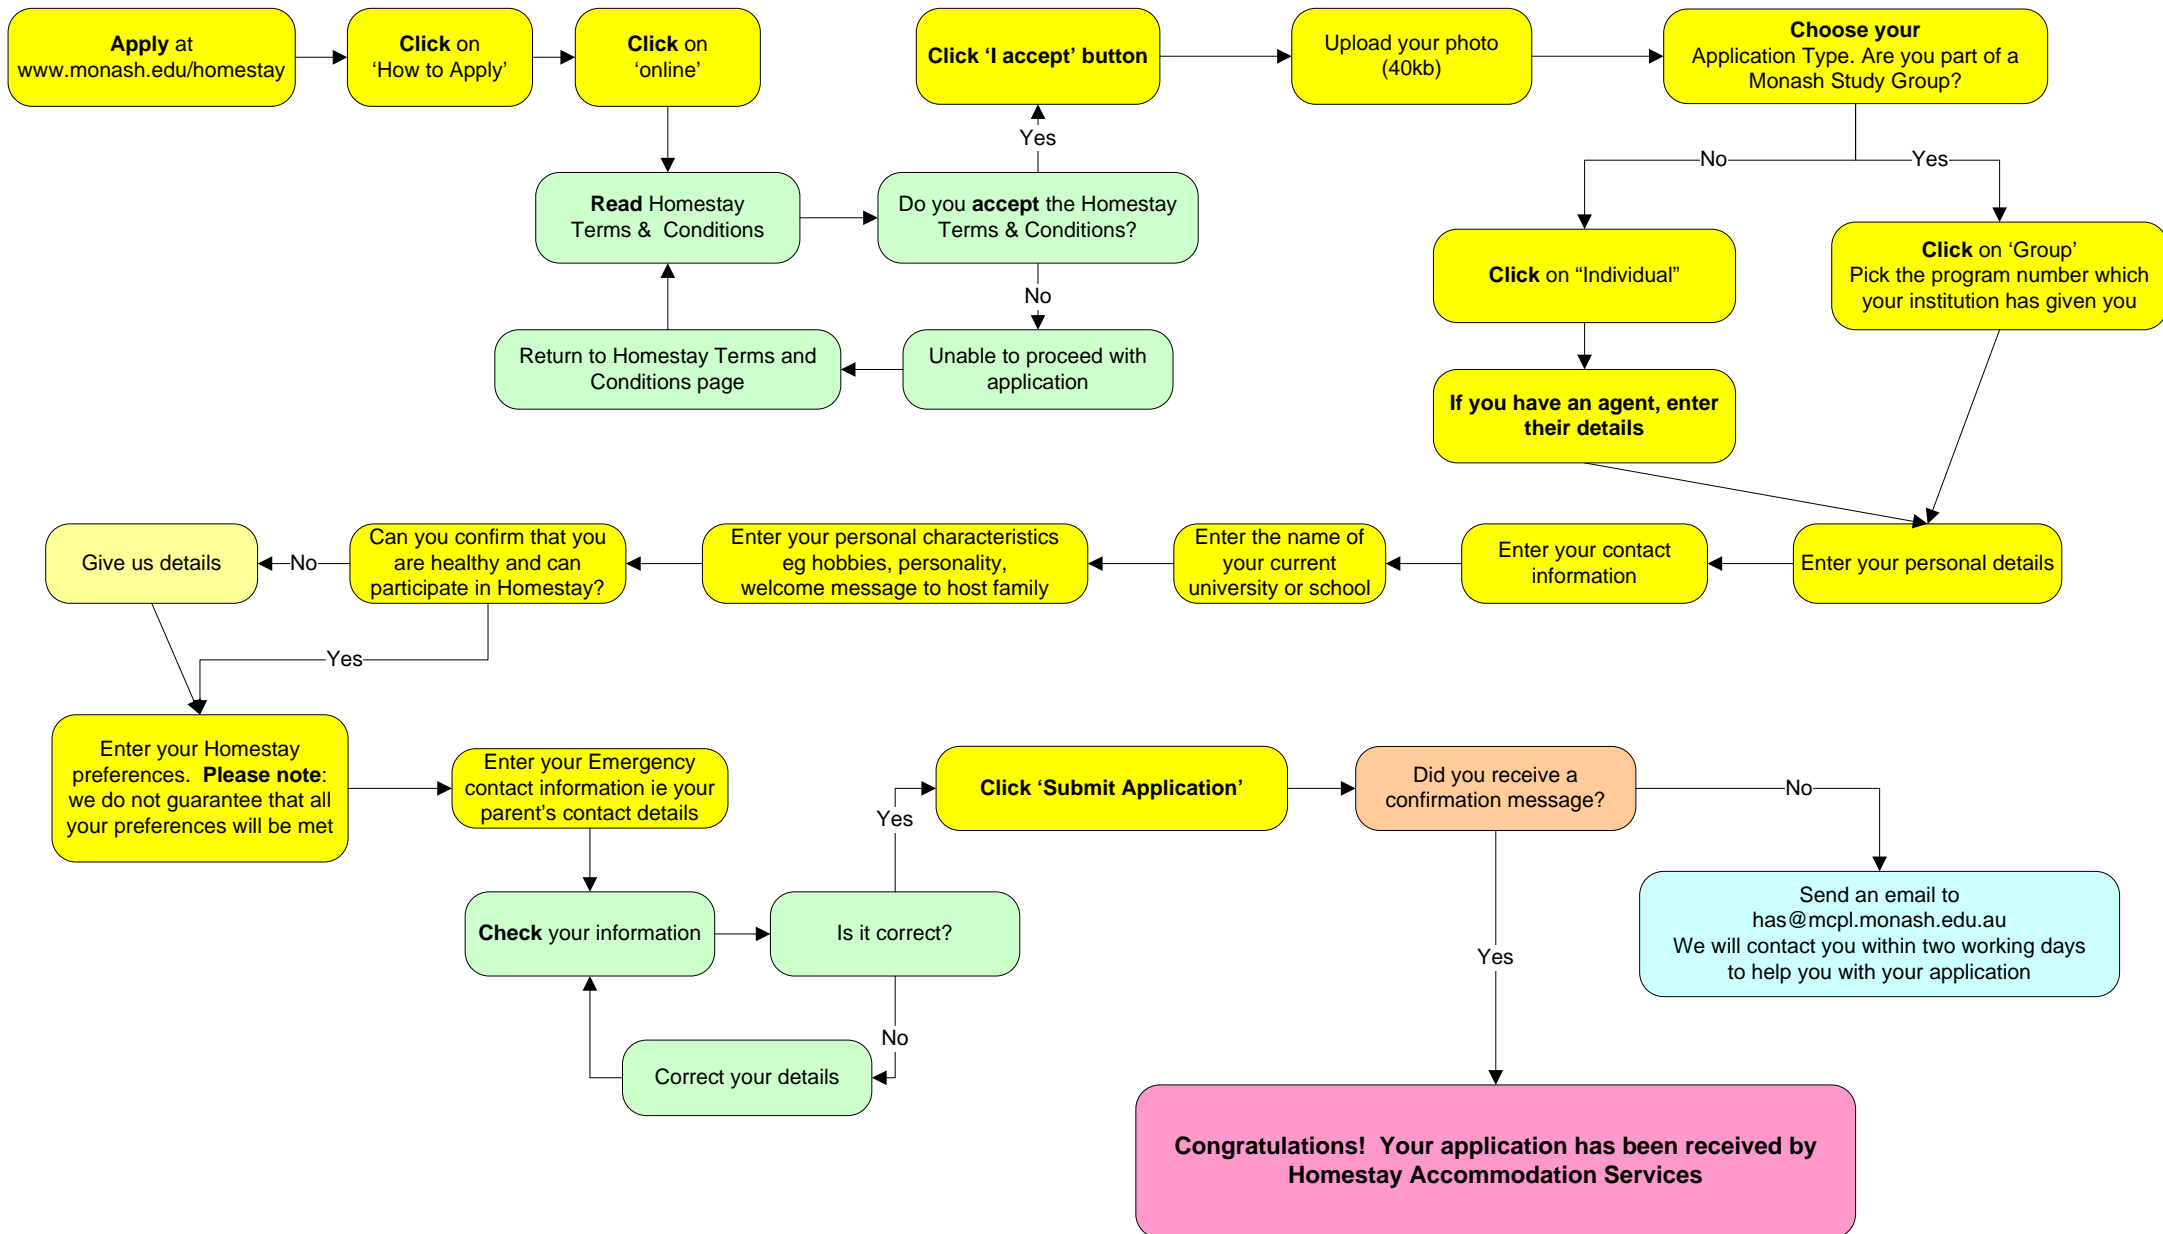 Apply at
www.monash.edu/homestay
Click on
‘How to Apply’
Click on
‘online’
Click ‘I accept’ button
Upload your photo
(40kb)
Choose your
Application Type. Are you part of a
Monash Study Group?
Yes
No
Yes
Read Homestay
Terms &  Conditions
Do you accept the Homestay
Terms & Conditions?
Click on “Individual”
Click on ‘Group’
Pick the program number which
your institution has given you
No
Return to Homestay Terms and
Conditions page
Unable to proceed with
application
If you have an agent, enter
their details
Give us details
No
Can you confirm that you
are healthy and can
participate in Homestay?
Enter your personal characteristics
eg hobbies, personality,
welcome message to host family
Enter the name of
your current
university or school
Enter your contact
information
Enter your personal details
Yes
Enter your Homestay
preferences.  Please note:
we do not guarantee that all
your preferences will be met
Enter your Emergency
contact information ie your
parent’s contact details
Yes
Click ‘Submit Application’
Did you receive a
confirmation message?
No
Check your information
Is it correct?
Send an email to
has@mcpl.monash.edu.au
We will contact you within two working days
to help you with your application
Yes
No
Correct your details
Congratulations!  Your application has been received by
Homestay Accommodation Services